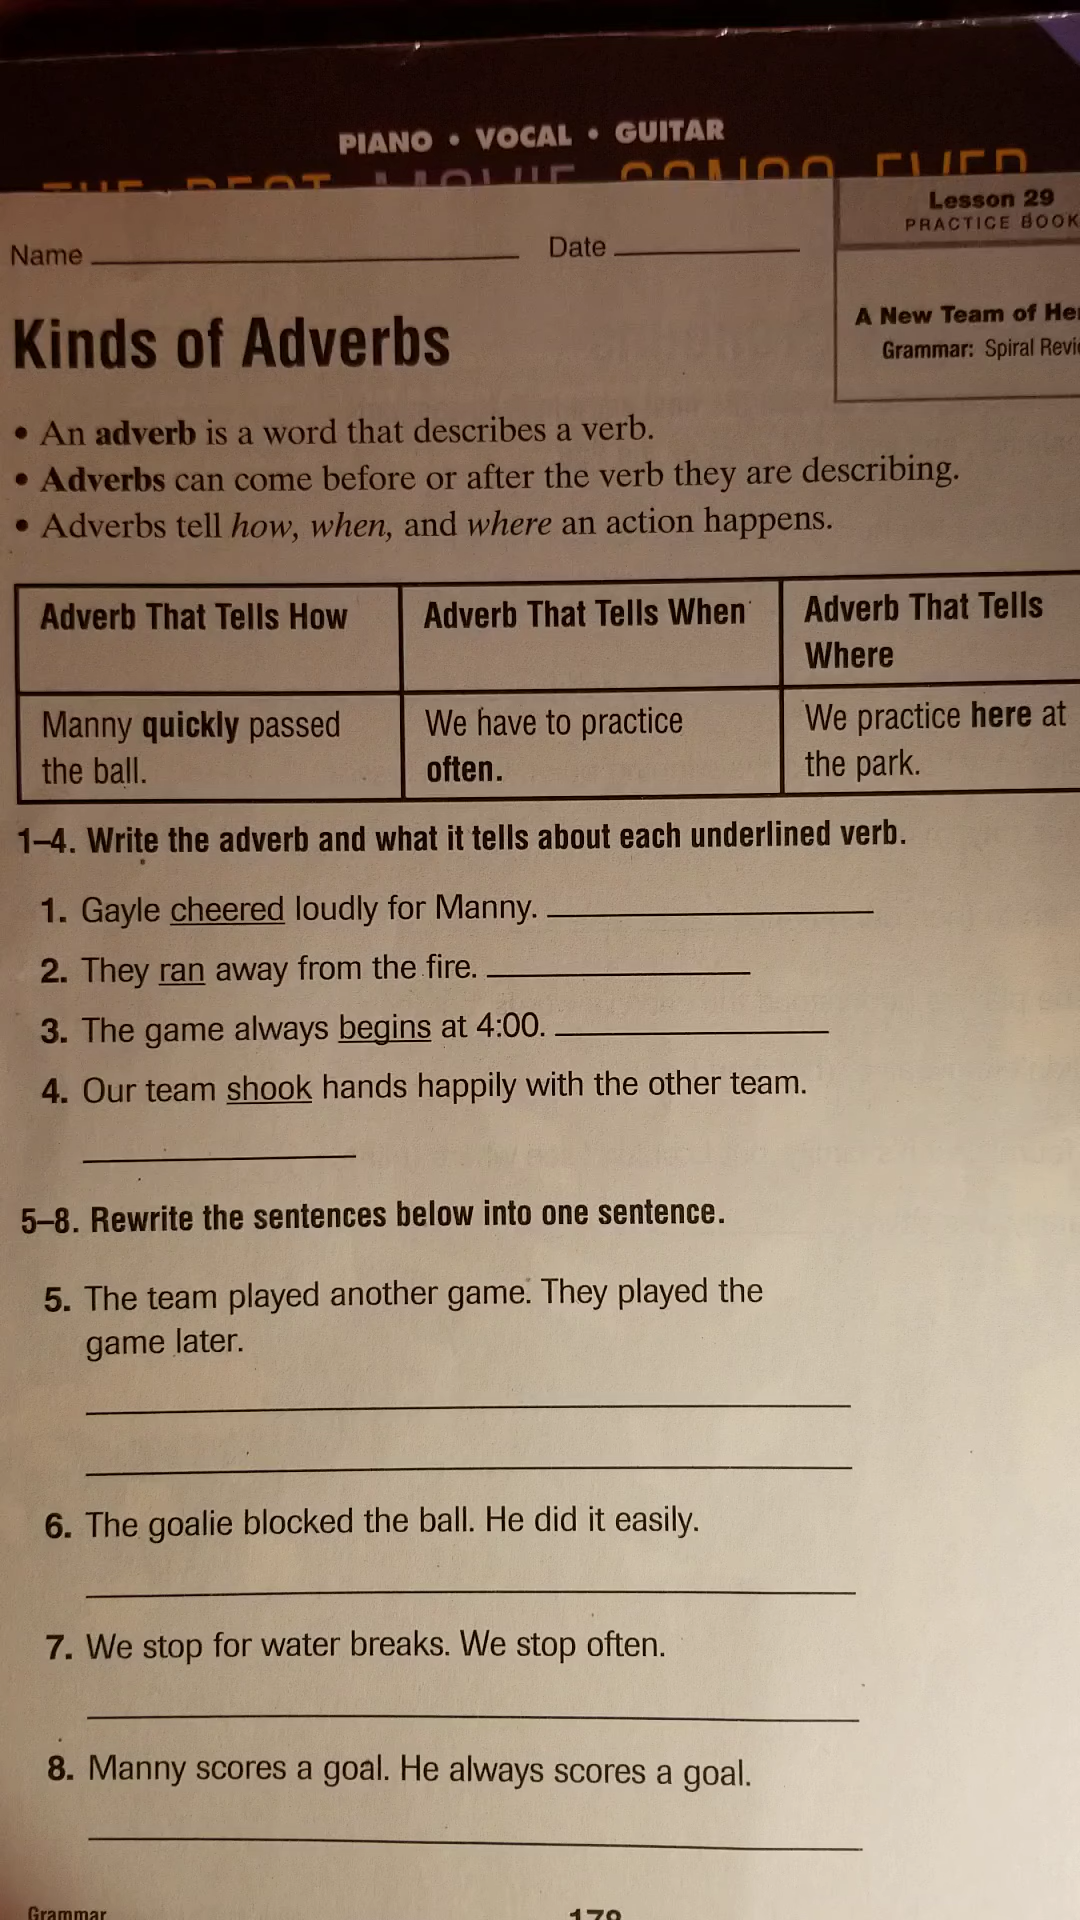 PIANO • VOCAL • GUITAR
Name Date
Lesson 29
PRACTICE BOOK
A New Team of
Grammar: Spiral
Kinds of Adverbs
• An adverb is a word that describes a verb.
• Adverbs can come before or after the verb they are describing.
• Adverbs tell how, when, and where an action happens.
Adverb That Tells How
Adverb That Tells When
Adverb That Tells
Where
Manny quickly passed
the ball.
We have to practice
often.
We practice here at
the park.
1–4. Write the adverb and what it tells about each underlined verb.
1. Gayle cheered loudly for Manny.
2. They ran away from the fire.
3. The game always begins at 4:00.
4. Our team shook hands happily with the other team.
5–8. Rewrite the sentences below into one sentence.
5. The team played another game. They played the
game later.
6. The goalie blocked the ball. He did it easily.
7. We stop for water breaks. We stop often.
8. Manny scores a goal. He always scores a goal.
Grammar